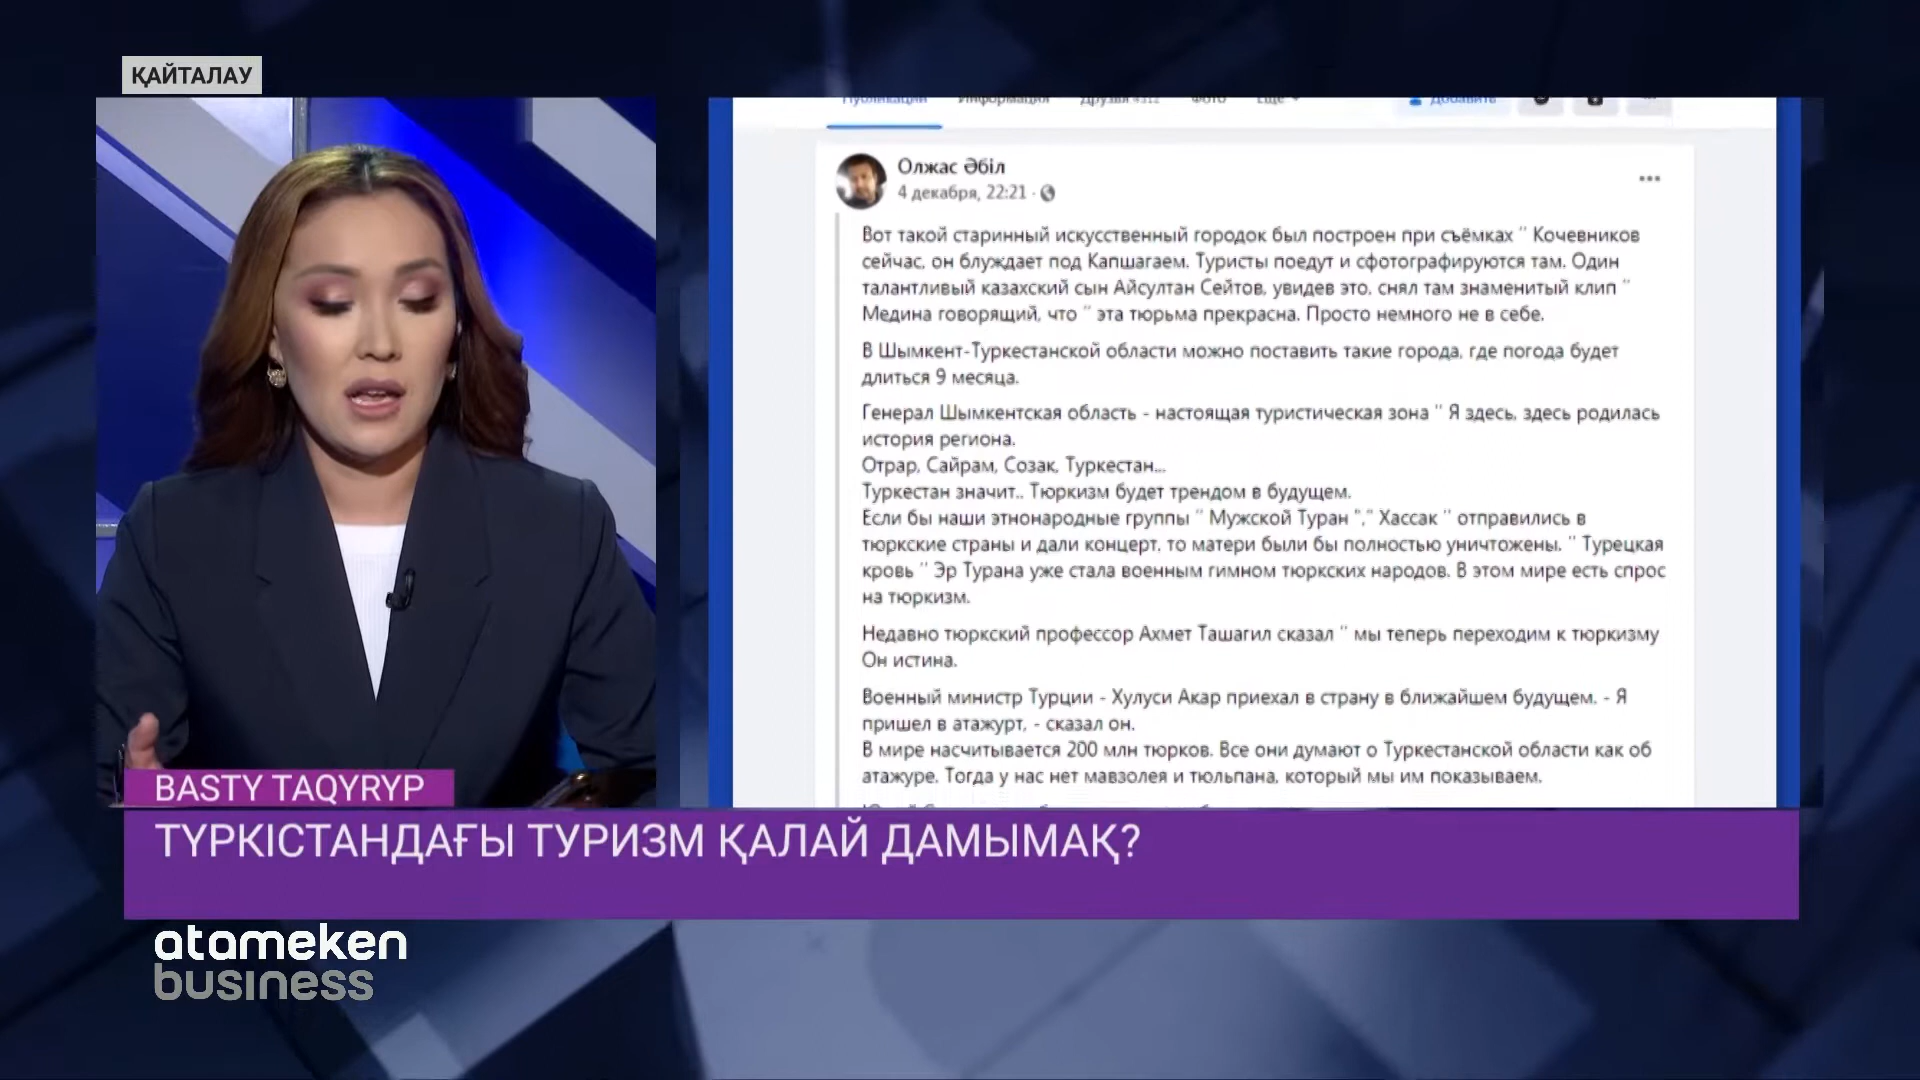 ҚАЙТАЛАУ
Публикации Информация Друзья 4312 Фото Ещё Добавить
Олжас Әбіл
4 декабря, 22:21 ·
Вот такой старинный искусственный городок был построен при съёмках " Кочевников
сейчас, он блуждает под Капшагаем. Туристы поедут и сфотографируются там. Один
талантливый казахский сын Айсултан Сейтов, увидев это, снял там знаменитый клип "
Медина говорящий, что " эта тюрьма прекрасна. Просто немного не в себе.
В Шымкент-Туркестанской области можно поставить такие города, где погода будет
длиться 9 месяца.
Генерал Шымкентская область - настоящая туристическая зона " Я здесь, здесь родилась
история региона.
Отрар, Сайрам, Созак, Туркестан...
Туркестан значит.. Тюркизм будет трендом в будущем.
Если бы наши этнонародные группы " Мужской Туран "," Хассак " отправились в
тюркские страны и дали концерт, то матери были бы полностью уничтожены. " Турецкая
кровь " Эр Турана уже стала военным гимном тюркских народов. В этом мире есть спрос
на тюркизм.
Недавно тюркский профессор Ахмет Ташагил сказал " мы теперь переходим к тюркизму
Он истина.
Военный министр Турции - Хулуси Акар приехал в страну в ближайшем будущем. - Я
пришел в атажурт, - сказал он.
В мире насчитывается 200 млн тюрков. Все они думают о Туркестанской области как об
атажуре. Тогда у нас нет мавзолея и тюльпана, который мы им показываем.
BASTY TAQYRYP
ТҮРКІСТАНДАҒЫ ТУРИЗМ ҚАЛАЙ ДАМЫМАҚ?
atameken
business